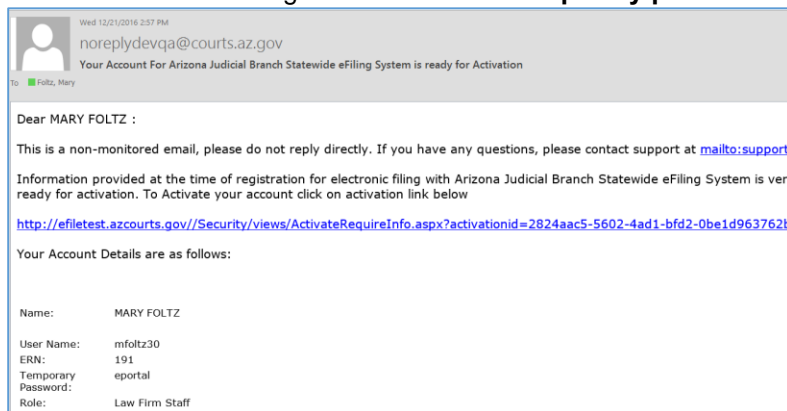 Wed 12/21/2016 2:57 PM
noreplydevqa@courts.az.gov
Your Account For Arizona Judicial Branch Statewide eFiling System is ready for Activation
To Foltz, Mary
Dear MARY FOLTZ :
This is a non-monitored email, please do not reply directly. If you have any questions, please contact support at mailto:support
Information provided at the time of registration for electronic filing with Arizona Judicial Branch Statewide eFiling System is ver
ready for activation. To Activate your account click on activation link below
http://efiletest.azcourts.gov//Security/views/ActivateRequireInfo.aspx?activationid=2824aac5-5602-4ad1-bfd2-0be1d963762b
Your Account Details are as follows:
Name: MARY FOLTZ
User Name: mfoltz30
ERN: 191
Temporary Password: eportal
Role: Law Firm Staff